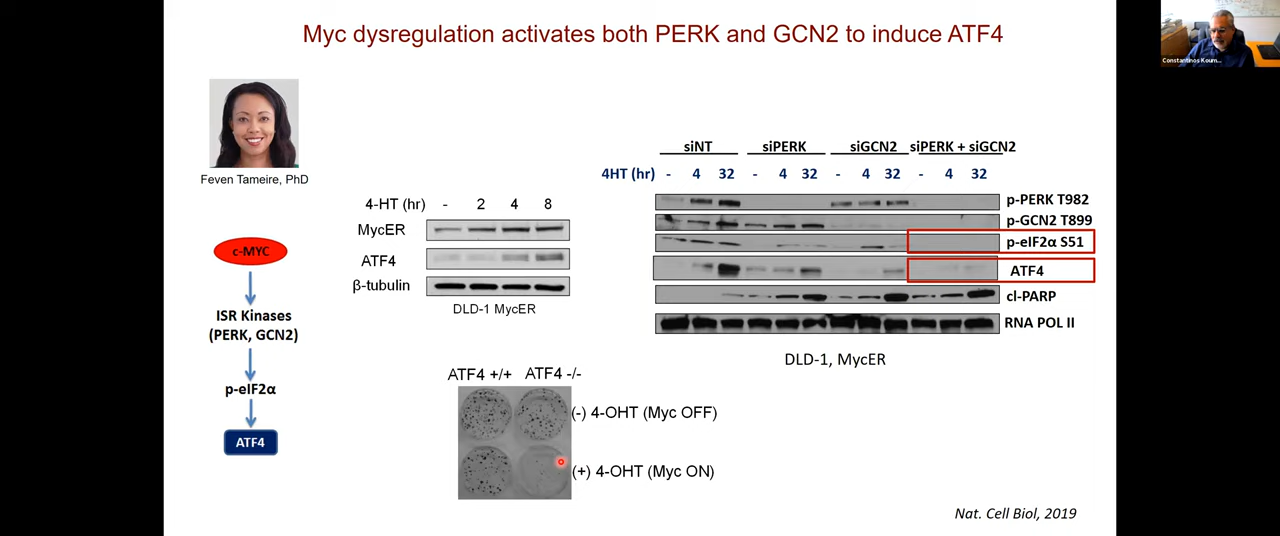 Myc dysregulation activates both PERK and GCN2 to induce ATF4
Constantinos Koum...
Feven Tameire, PhD
c-MYC
ISR Kinases
(PERK, GCN2)
p-eIF2α
ATF4
4-HT (hr) - 2 4 8
MycER
ATF4
β-tubulin
DLD-1 MycER
siNT siPERK siGCN2 siPERK + siGCN2
4HT (hr) - 4 32 - 4 32 - 4 32 - 4 32
p-PERK T982
p-GCN2 T899
p-eIF2α S51
ATF4
cl-PARP
RNA POL II
DLD-1, MycER
ATF4 +/+ ATF4 -/-
(-) 4-OHT (Myc OFF)
(+) 4-OHT (Myc ON)
Nat. Cell Biol, 2019